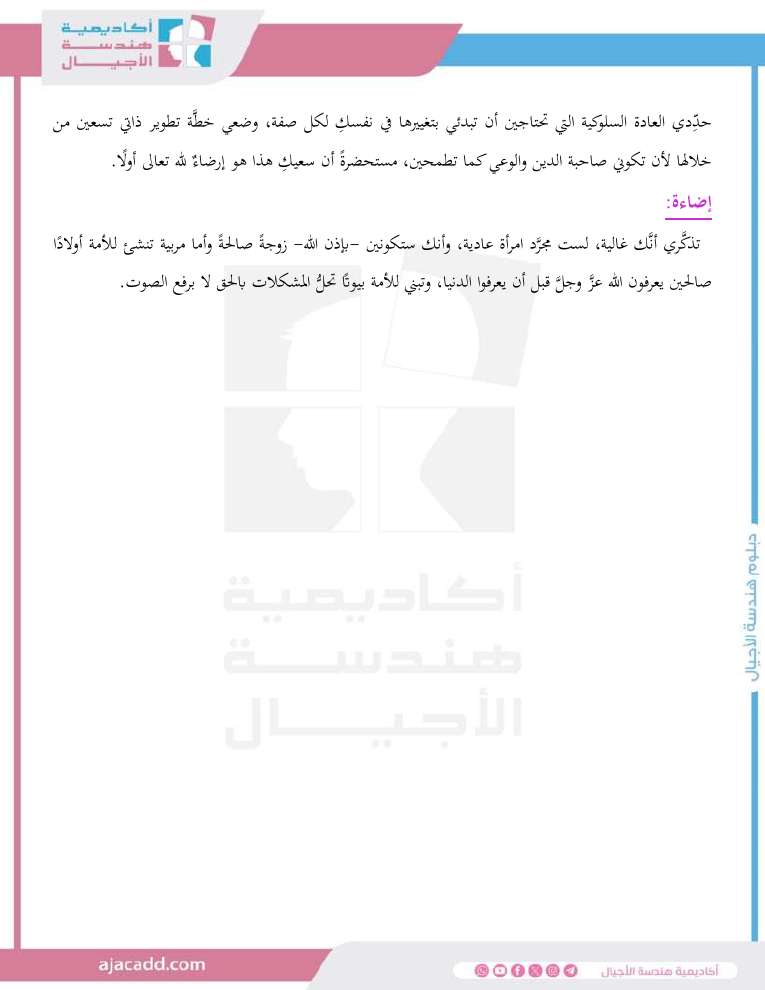 أكاديمية
هندسة
الأجيال
حدِّدي العادة السلوكية التي تحتاجين أن تبدئي بتغييرها في نفسكِ لكل صفة، وضعي خطَّة تطوير ذاتي تسعين من
خلالها لأن تكوني صاحبة الدين والوعي كما تطمحين، مستحضرةً أن سعيكِ هذا هو إرضاءٌ لله تعالى أولًا.
إضاءة:
تذكَّري أنَّك غالية، لست مجرَّد امرأة عادية، وأنك ستكونين –بإذن الله– زوجةً صالحةً وأما مربية تنشئ للأمة أولادًا
صالحين يعرفون الله عزَّ وجلَّ قبل أن يعرفوا الدنيا، وتبني للأمة بيوتًا تحلُّ المشكلات بالحق لا برفع الصوت.
أكاديمية
هندسة
الأجيال
دبلوم هندسة الأجيال
أكاديمية هندسة الأجيال
ajacadd.com